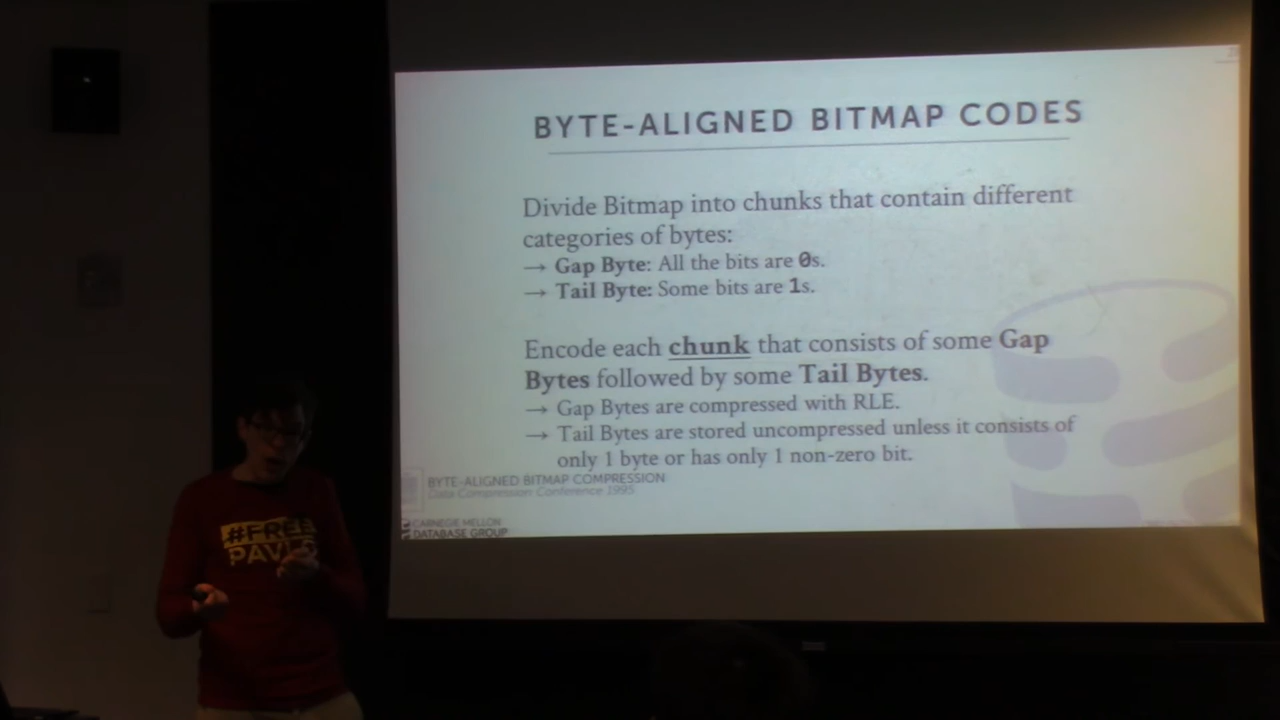 BYTE-ALIGNED BITMAP CODES
Divide Bitmap into chunks that contain different
categories of bytes:
→ Gap Byte: All the bits are 0s.
→ Tail Byte: Some bits are 1s.
Encode each chunk that consists of some Gap
Bytes followed by some Tail Bytes.
→ Gap Bytes are compressed with RLE.
→ Tail Bytes are stored uncompressed unless it consists of
only 1 byte or has only 1 non-zero bit.
BYTE-ALIGNED BITMAP COMPRESSION
Data Compression Conference 1995
CARNEGIE MELLON
DATABASE GROUP
#FREE